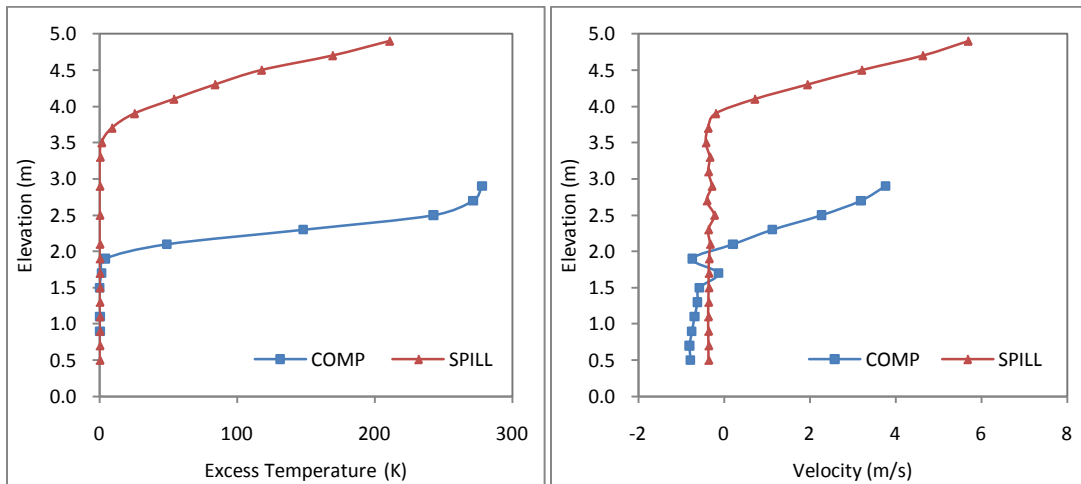 5.0
4.5
4.0
3.5
3.0
2.5
2.0
1.5
1.0
0.5
0.0
Elevation (m)
COMP SPILL
0 100 200 300
Excess Temperature (K)
5.0
4.5
4.0
3.5
3.0
2.5
2.0
1.5
1.0
0.5
0.0
Elevation (m)
COMP SPILL
-2 0 2 4 6 8
Velocity (m/s)